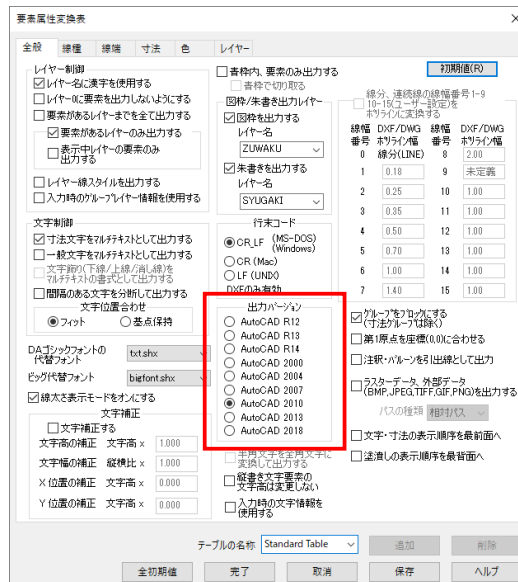 要素属性変換表
全般 線種 線端 寸法 色 レイヤー
レイヤー制御
レイヤー名に漢字を使用する
レイヤー0に要素を出力しないようにする
要素があるレイヤーまでを全て出力する
要素があるレイヤーのみ出力する
表示中レイヤーの要素のみ
出力する
レイヤー線スタイルを出力する
入力時のグループレイヤー情報を使用する
文字制御
寸法文字をマルチテキストとして出力する
一般文字をマルチテキストとして出力する
文字飾り(下線/上線/消し線)を
マルチテキストの書式として出力する
間隔のある文字を分断して出力する
文字位置合わせ
フィット 基点保持
DAゴシックフォントの
代替フォント txt.shx
ビッグ代替フォント bigfont.shx
線太さ表示モードをオンにする
文字補正
文字補正する
文字高の補正 文字高 x 1.000
文字幅の補正 縦横比 x 1.000
X 位置の補正 文字高 x 0.000
Y 位置の補正 文字高 x 0.000
書枠内、要素のみ出力する
書枠で切り取る
図枠/朱書き出力レイヤー
図枠を出力する
レイヤー名
ZUWAKU
朱書きを出力する
レイヤー名
SYUGAKI
行末コード
CR_LF (MS-DOS)
(Windows)
CR (Mac)
LF (UNIX)
DXFのみ有効
出力バージョン
AutoCAD R12
AutoCAD R13
AutoCAD R14
AutoCAD 2000
AutoCAD 2004
AutoCAD 2007
AutoCAD 2010
AutoCAD 2013
AutoCAD 2018
半角文字を全角文字に
変換して出力する
縦書き文字要素の
文字高は変更しない
入力時の文字情報を
使用する
初期値(R)
線分、連続線の線幅番号1-9
10-15(ユーザー設定)を
ポリラインに変換する
線幅 DXF/DWG 線幅 DXF/DWG
番号 ポリライン幅 番号 ポリライン幅
0 線分(LINE) 8 2.00
1 0.18 9 未定義
2 0.25 10 1.00
3 0.35 11 1.00
4 0.50 12 1.00
5 0.70 13 1.00
6 1.00 14 1.00
7 1.40 15 1.00
グループをブロックにする
(寸法グループは除く)
第1原点を座標(0,0)に合わせる
注釈・バルーンを引出線として出力
ラスターデータ、外部データ
(BMP,JPEG,TIFF,GIF,PNG)を出力する
パスの種類 相対パス
文字・寸法の表示順序を最前面へ
塗潰しの表示順序を最背面へ
テーブルの名称 Standard Table 追加 削除
全初期値 完了 取消 保存 ヘルプ